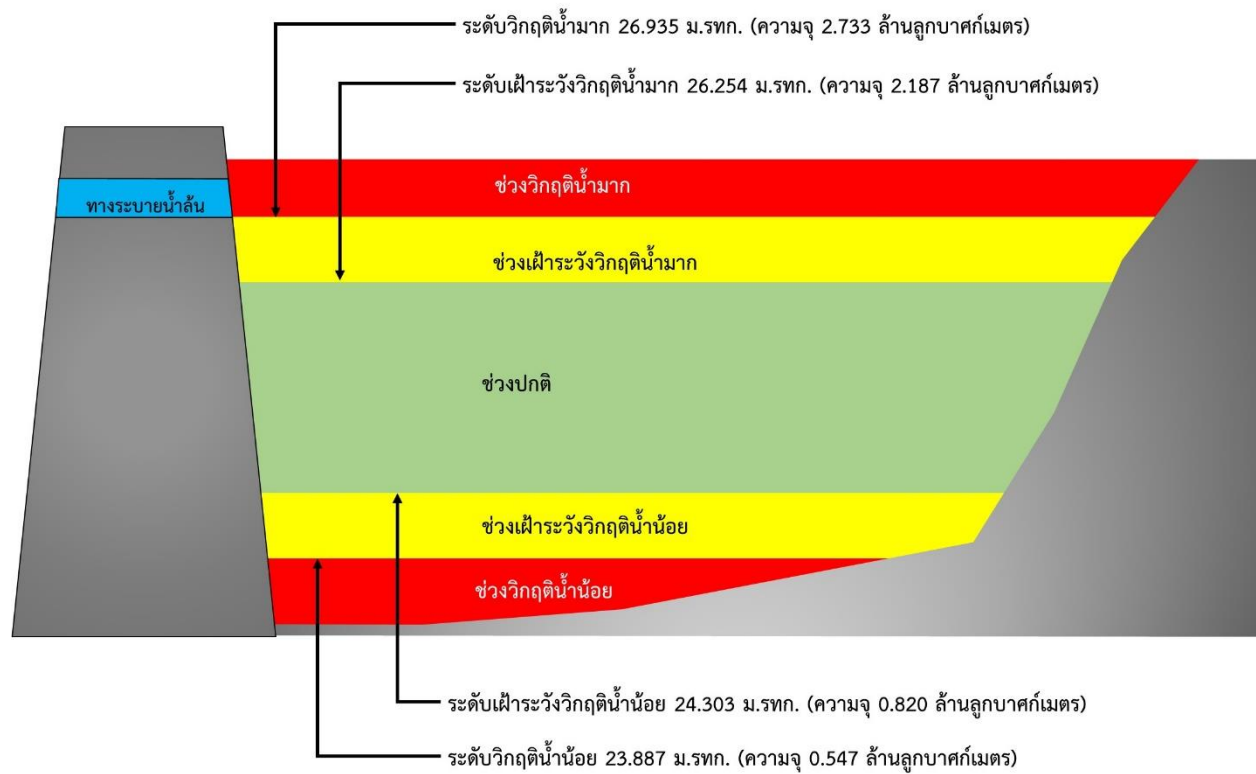 ระดับวิกฤติน้ำมาก 26.935 ม.รทก. (ความจุ 2.733 ล้านลูกบาศก์เมตร)
ระดับเฝ้าระวังวิกฤติน้ำมาก 26.254 ม.รทก. (ความจุ 2.187 ล้านลูกบาศก์เมตร)
ช่วงวิกฤติน้ำมาก
ทางระบายน้ำล้น
ช่วงเฝ้าระวังวิกฤติน้ำมาก
ช่วงปกติ
ช่วงเฝ้าระวังวิกฤติน้ำน้อย
ช่วงวิกฤติน้ำน้อย
ระดับเฝ้าระวังวิกฤติน้ำน้อย 24.303 ม.รทก. (ความจุ 0.820 ล้านลูกบาศก์เมตร)
ระดับวิกฤติน้ำน้อย 23.887 ม.รทก. (ความจุ 0.547 ล้านลูกบาศก์เมตร)